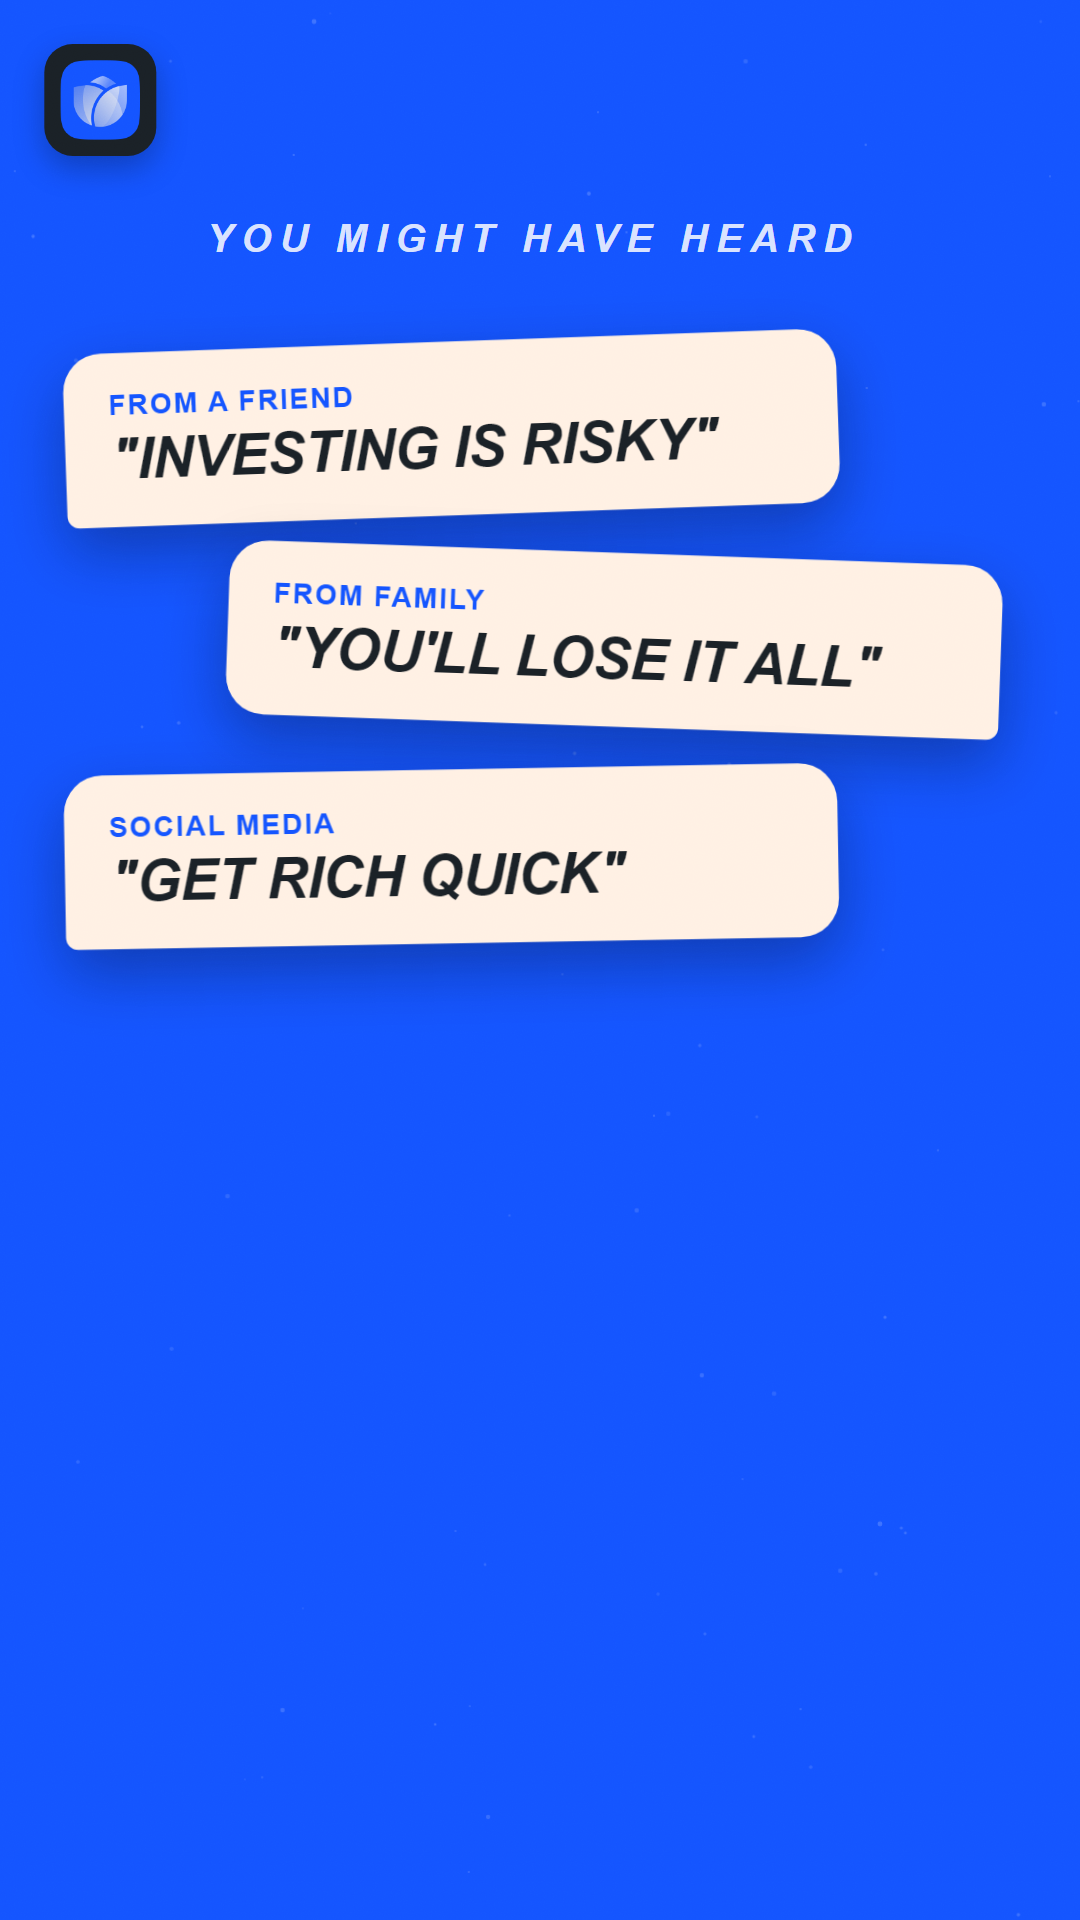 YOU MIGHT HAVE HEARD
FROM A FRIEND
"INVESTING IS RISKY"
FROM FAMILY
"YOU'LL LOSE IT ALL"
SOCIAL MEDIA
"GET RICH QUICK"